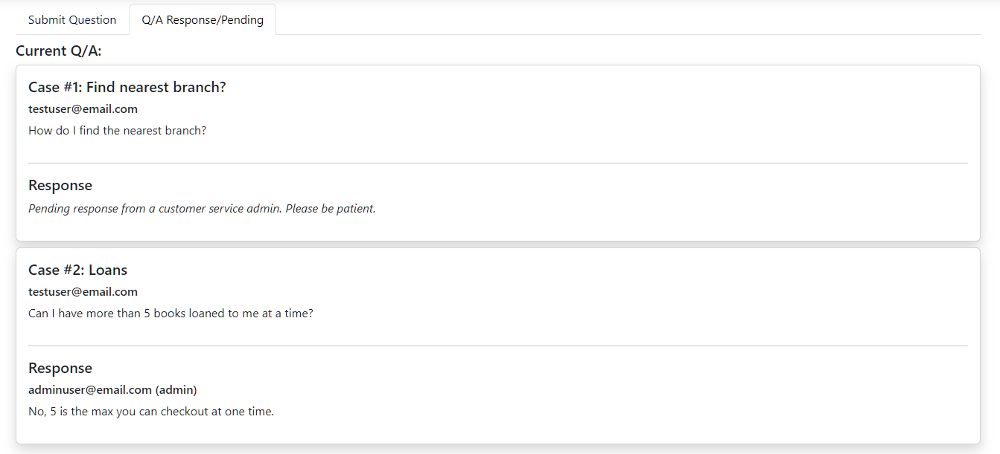 Submit Question
Q/A Response/Pending
Current Q/A:
Case #1: Find nearest branch?
testuser@email.com
How do I find the nearest branch?
Response
Pending response from a customer service admin. Please be patient.
Case #2: Loans
testuser@email.com
Can I have more than 5 books loaned to me at a time?
Response
adminuser@email.com (admin)
No, 5 is the max you can checkout at one time.